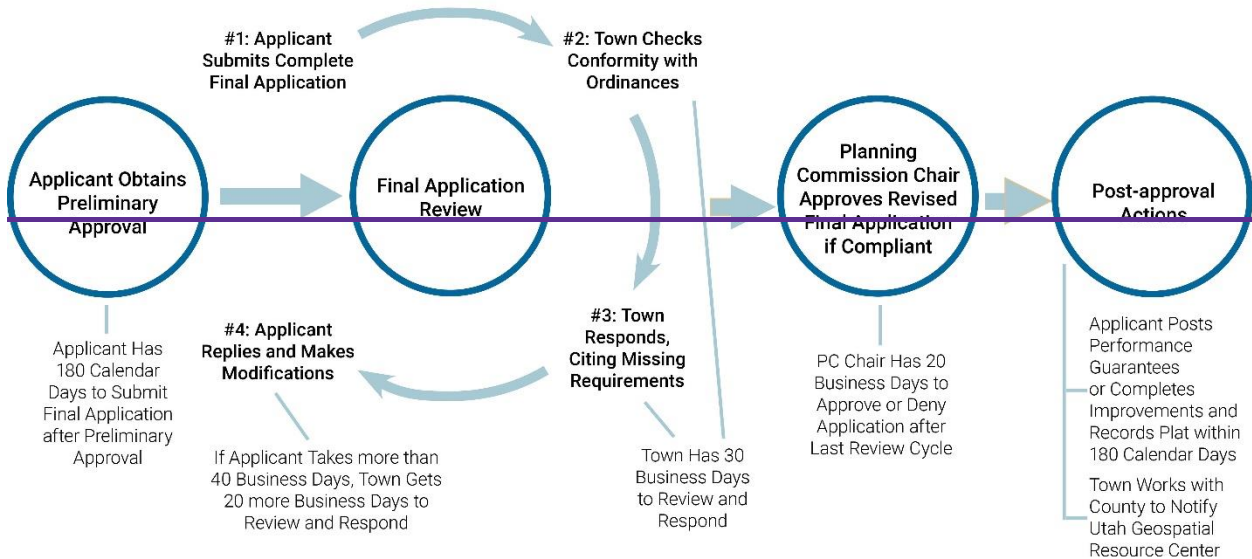 #1: Applicant
Submits Complete
Final Application
#2: Town Checks
Conformity with
Ordinances
Applicant Obtains
Preliminary
Approval
Final Application
Review
Planning
Commission Chair
Approves Revised
Final Application
if Compliant
Post-approval
Actions
Applicant Has
180 Calendar
Days to Submit
Final Application
after Preliminary
Approval
#4: Applicant
Replies and Makes
Modifications
#3: Town
Responds,
Citing Missing
Requirements
If Applicant Takes more than
40 Business Days, Town Gets
20 more Business Days to
Review and Respond
Town Has 30
Business Days
to Review and
Respond
PC Chair Has 20
Business Days to
Approve or Deny
Application after
Last Review Cycle
Applicant Posts
Performance
Guarantees
or Completes
Improvements and
Records Plat within
180 Calendar Days
Town Works with
County to Notify
Utah Geospatial
Resource Center